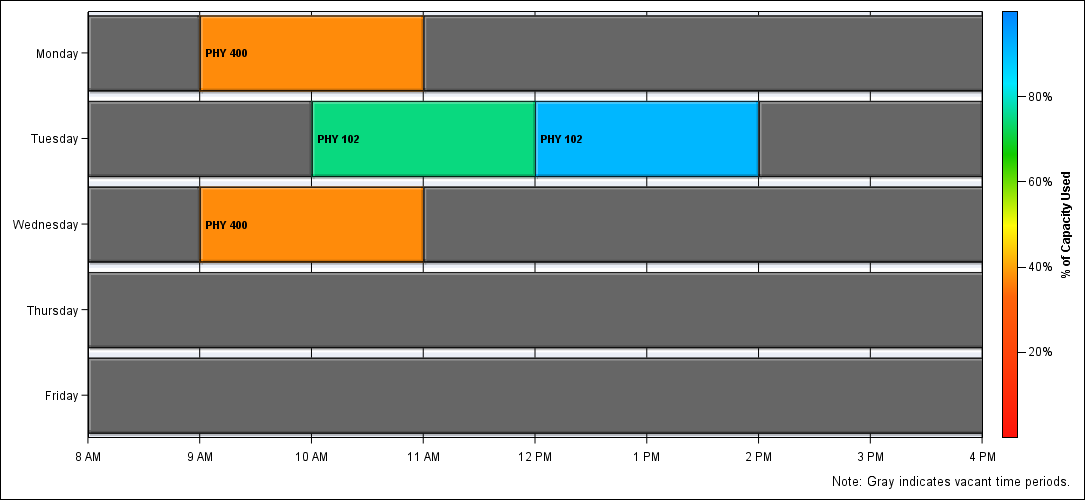 Monday
PHY 400
Tuesday
PHY 102
PHY 102
Wednesday
PHY 400
Thursday
Friday
8 AM
9 AM
10 AM
11 AM
12 PM
1 PM
2 PM
3 PM
4 PM
80%
60%
40%
20%
% of Capacity Used
Note: Gray indicates vacant time periods.